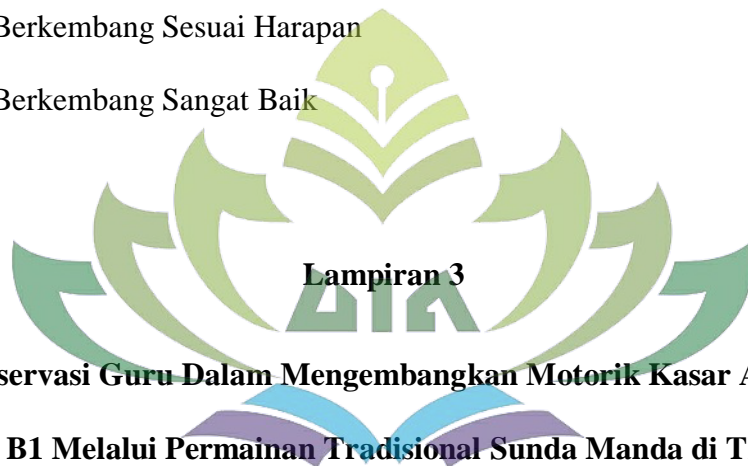 Berkembang Sesuai Harapan
Berkembang Sangat Baik
Lampiran 3
servasi Guru Dalam Mengembangkan Motorik Kasar A
B1 Melalui Permainan Tradisional Sunda Manda di T